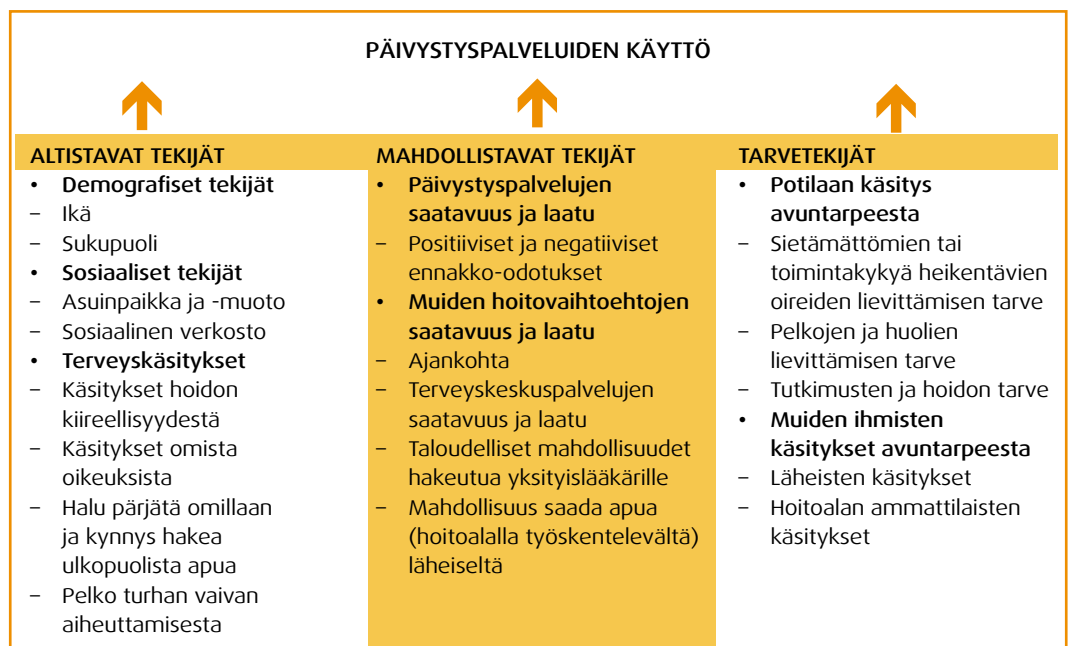 PÄIVYSTYSPALVELUIDEN KÄYTTÖ
ALTISTAVAT TEKIJÄT
• Demografiset tekijät
– Ikä
– Sukupuoli
• Sosiaaliset tekijät
– Asuinpaikka ja -muoto
– Sosiaalinen verkosto
• Terveyskäsitykset
– Käsitykset hoidon
kiireellisyydestä
– Käsitykset omista
oikeuksista
– Halu pärjätä omillaan
ja kynnys hakea
ulkopuolista apua
– Pelko turhan vaivan
aiheuttamisesta
MAHDOLLISTAVAT TEKIJÄT
• Päivystyspalvelujen
saatavuus ja laatu
– Positiiviset ja negatiiviset
ennakko-odotukset
• Muiden hoitovaihtoehtojen
saatavuus ja laatu
– Ajankohta
– Terveyskeskuspalvelujen
saatavuus ja laatu
– Taloudelliset mahdollisuudet
hakeutua yksityislääkärille
– Mahdollisuus saada apua
(hoitoalalla työskentelevältä)
läheiseltä
TARVETEKIJÄT
• Potilaan käsitys
avuntarpeesta
– Sietämättömien tai
toimintakykyä heikentävien
oireiden lievittämisen tarve
– Pelkojen ja huolien
lievittämisen tarve
– Tutkimusten ja hoidon tarve
• Muiden ihmisten
käsitykset avuntarpeesta
– Läheisten käsitykset
– Hoitoalan ammattilaisten
käsitykset